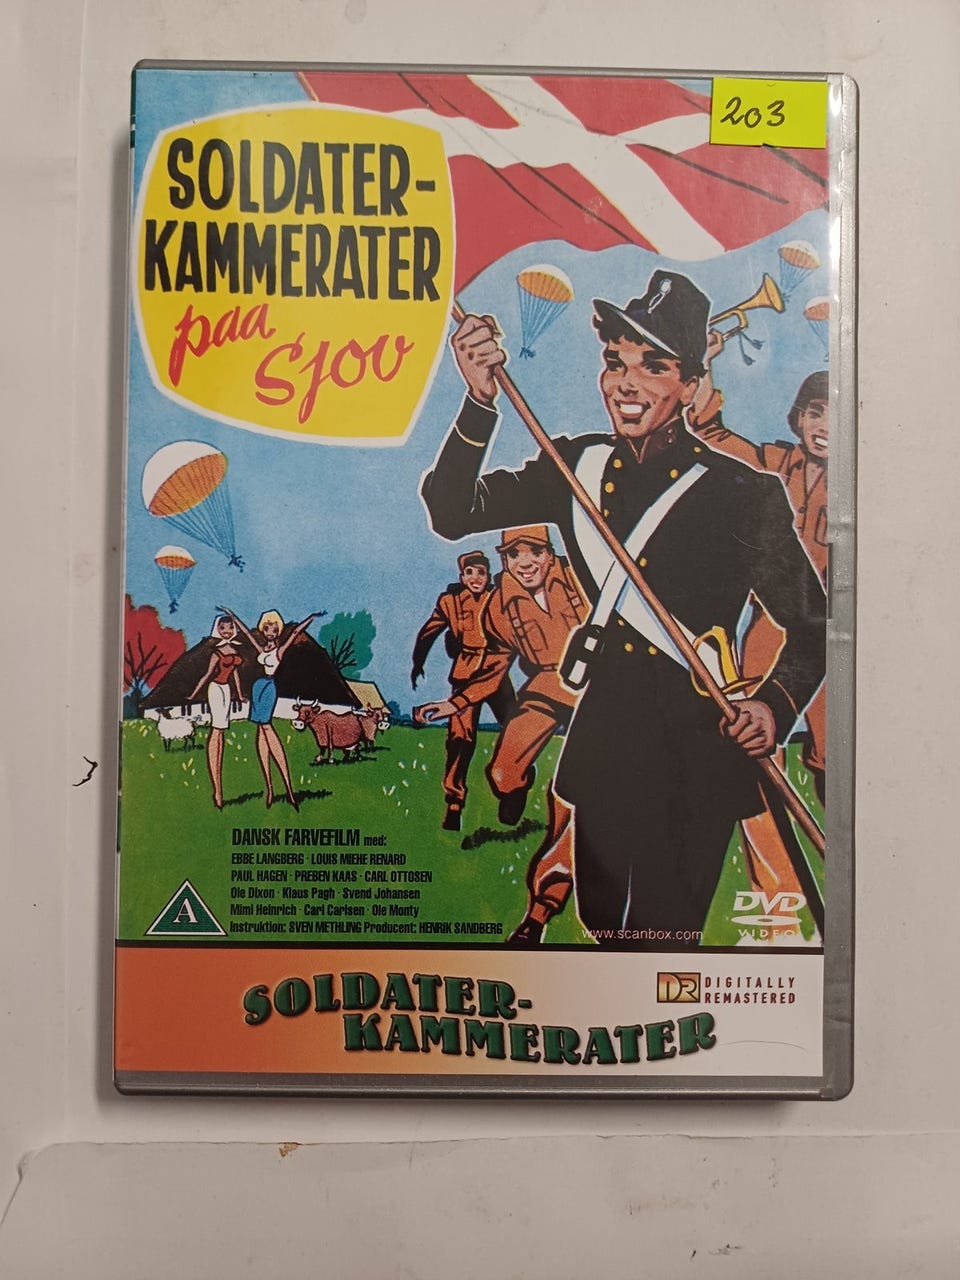 203
SOLDATER-
KAMMERATER
paa
sjov
DANSK FARVEFILM med:
EBBE LANGBERG · LOUIS MIEHE RENARD
PAUL HAGEN · PREBEN KAAS · CARL OTTOSEN
Ole Dixon · Klaus Pagh · Svend Johansen
Mimi Heinrich · Carl Carlsen · Ole Monty
Instruktion: SVEN METHLING Producent: HENRIK SANDBERG
A
DVD
VIDEO
www.scanbox.com
SOLDATER-
KAMMERATER
DR DIGITALLY
REMASTERED